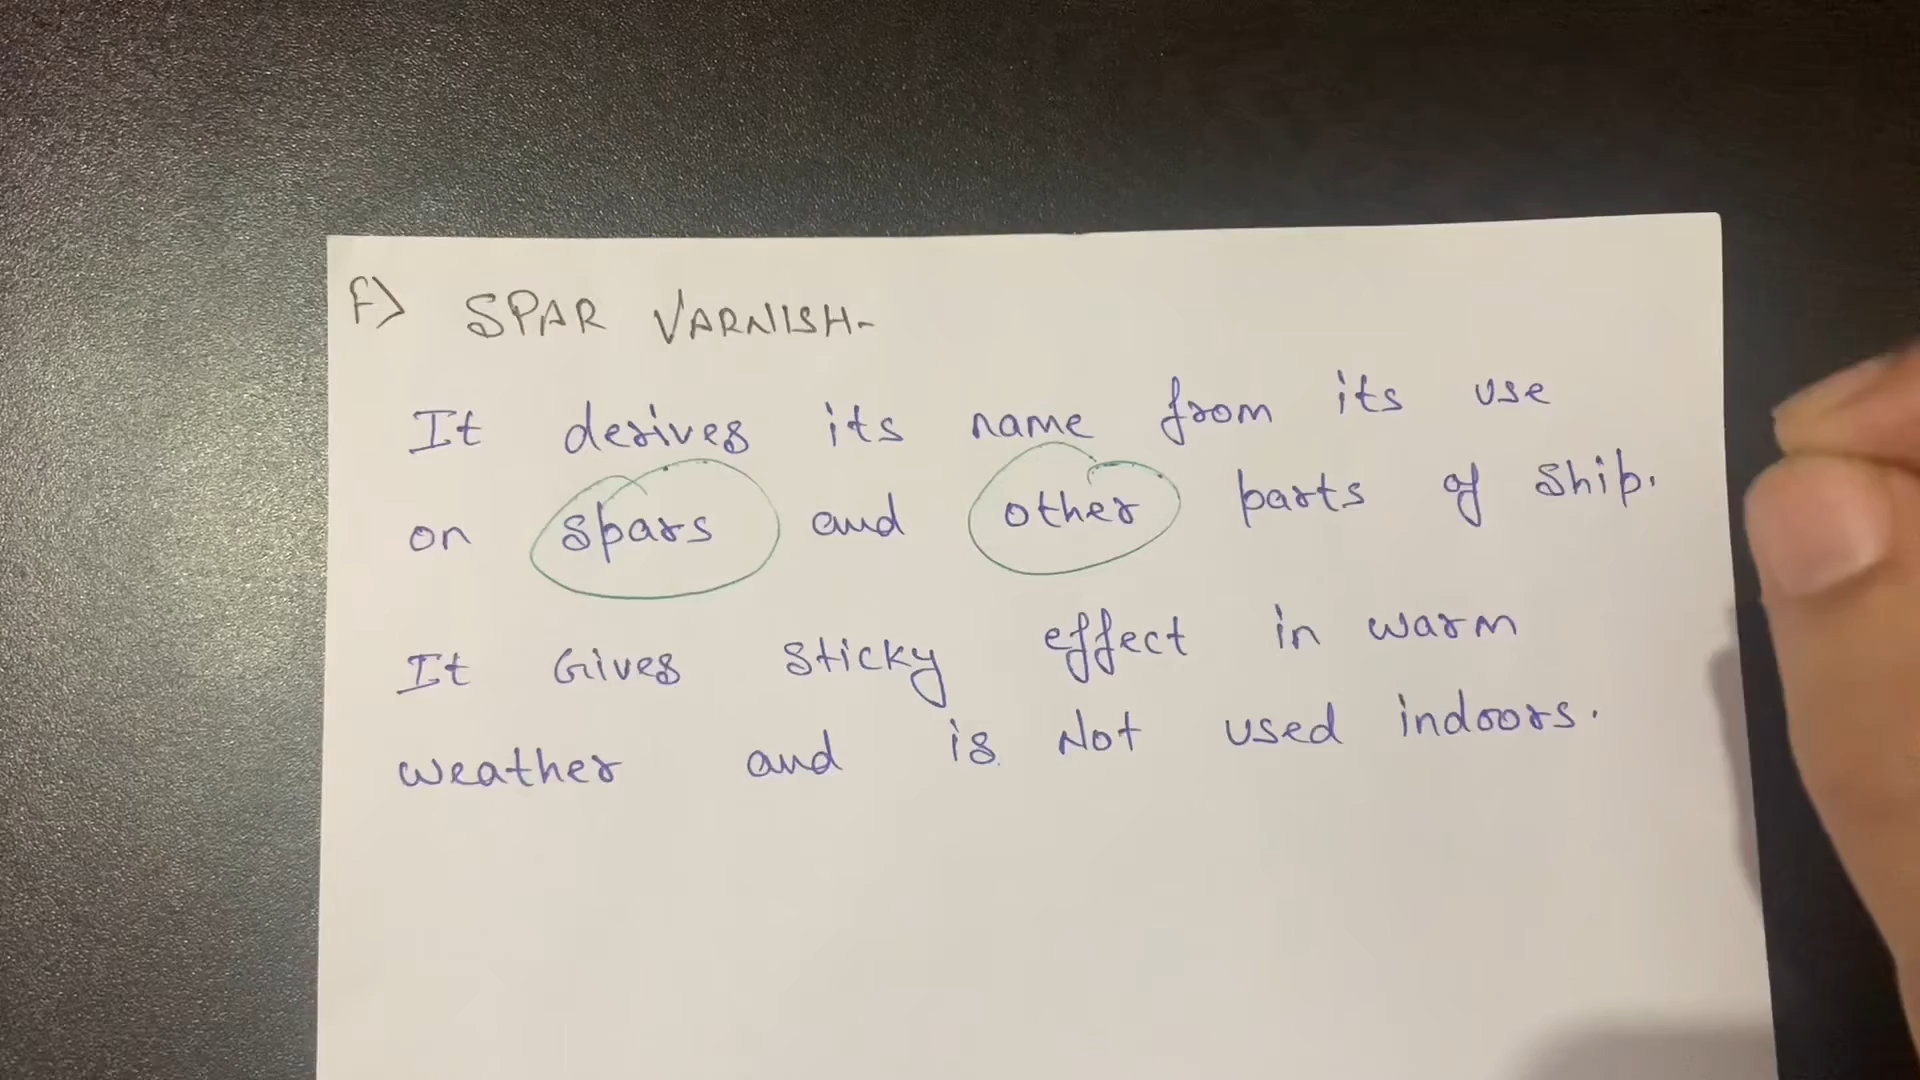 F) SPAR VARNISH-
It derives its name from its use
on spars and other parts of ship.
It Gives sticky effect in warm
weather and is Not used indoors.